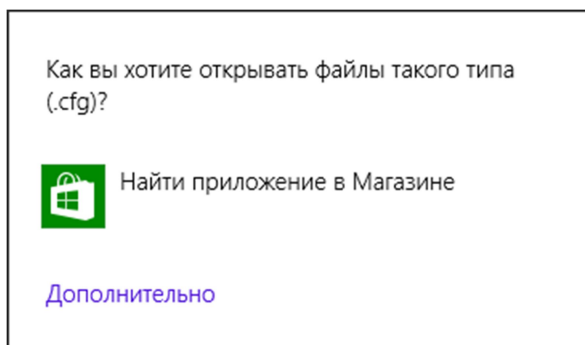 Как вы хотите открывать файлы такого типа
(.cfg)?
Найти приложение в Магазине
Дополнительно